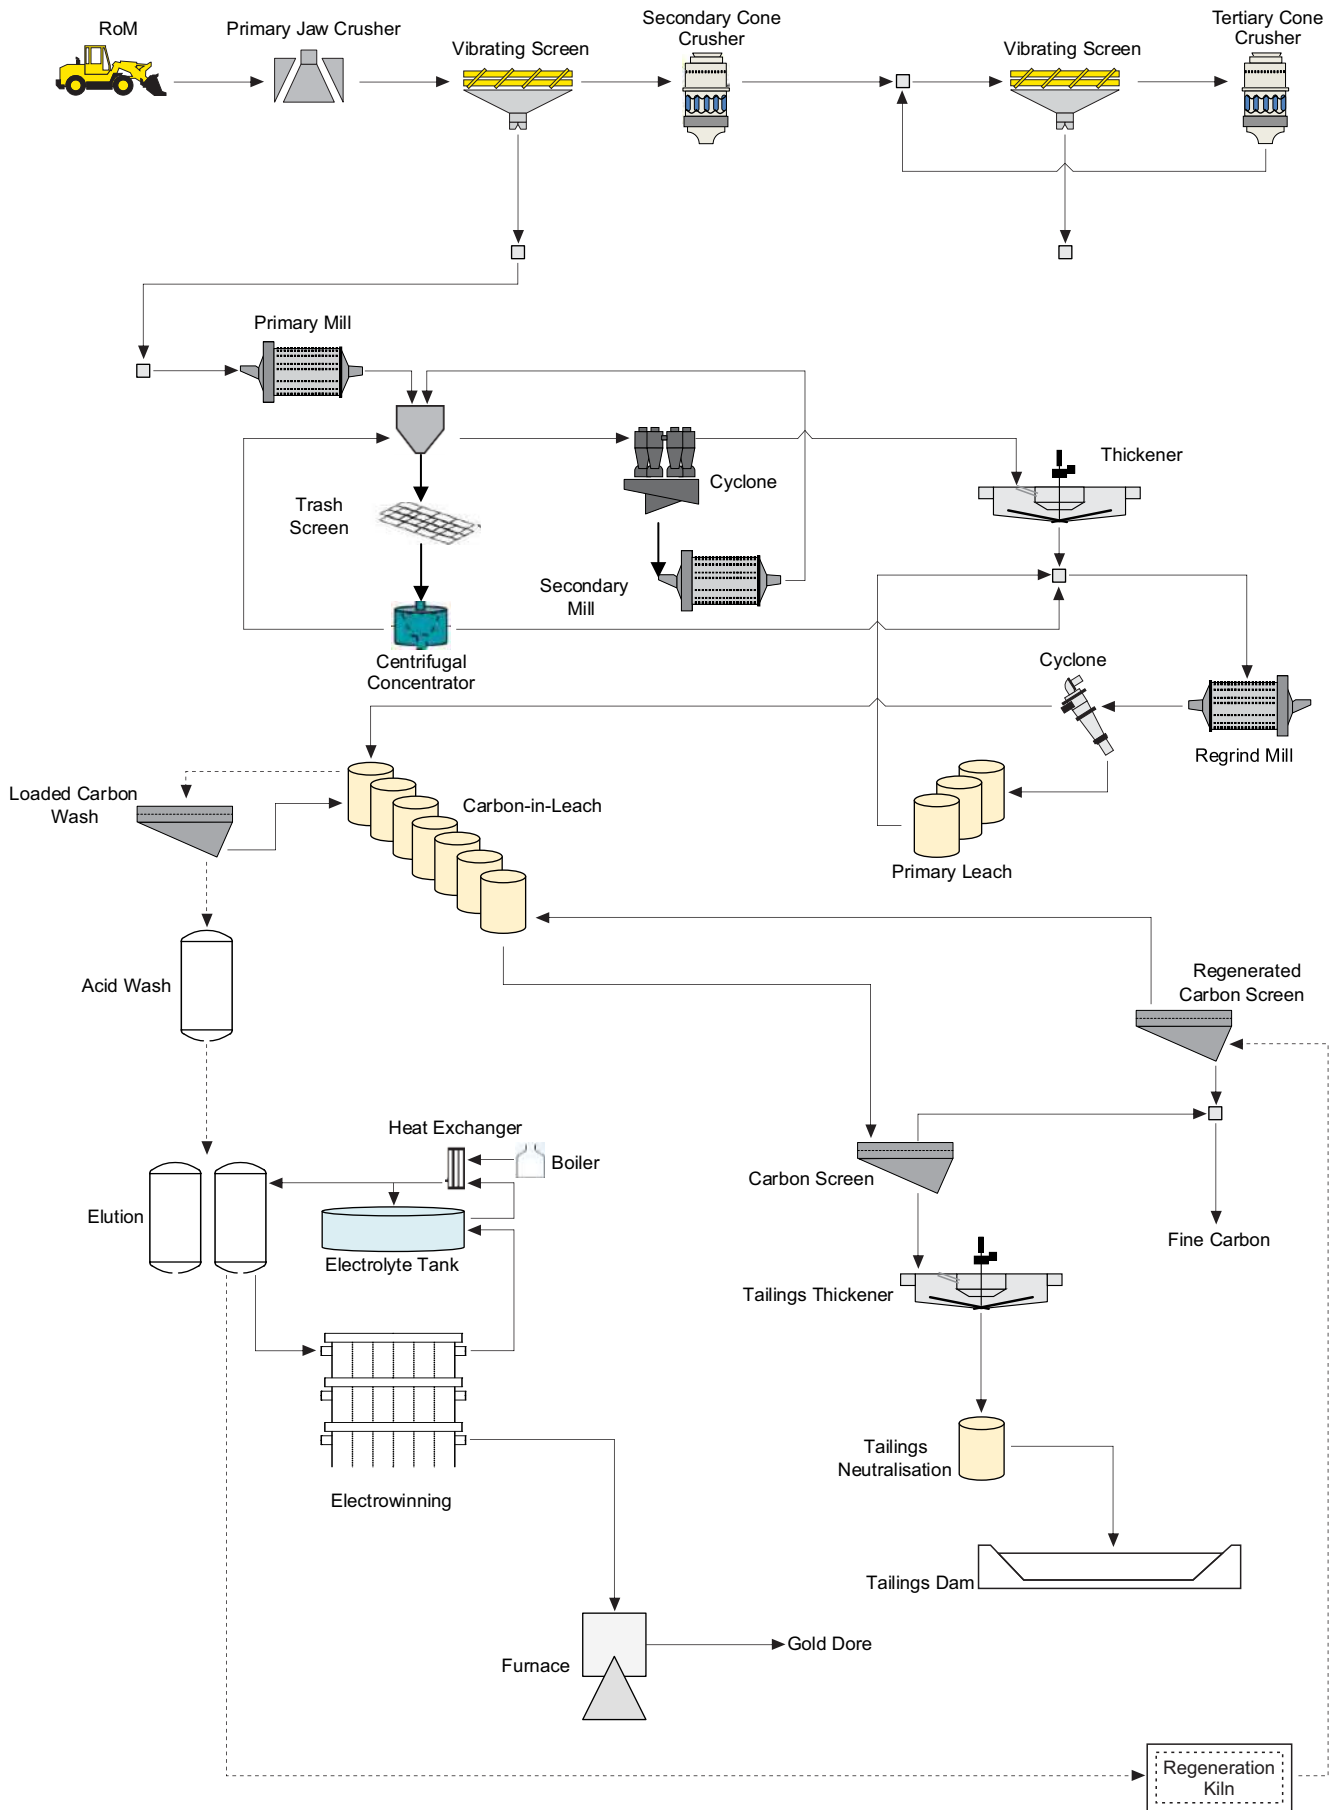 RoM
Primary Jaw Crusher
Vibrating Screen
Secondary Cone
Crusher
Vibrating Screen
Tertiary Cone
Crusher
Primary Mill
Trash
Screen
Cyclone
Thickener
Secondary
Mill
Centrifugal
Concentrator
Cyclone
Regrind Mill
Loaded Carbon
Wash
Carbon-in-Leach
Primary Leach
Acid Wash
Regenerated
Carbon Screen
Heat Exchanger
Boiler
Carbon Screen
Elution
Electrolyte Tank
Fine Carbon
Tailings Thickener
Tailings
Neutralisation
Electrowinning
Tailings Dam
Furnace
Gold Dore
Regeneration
Kiln